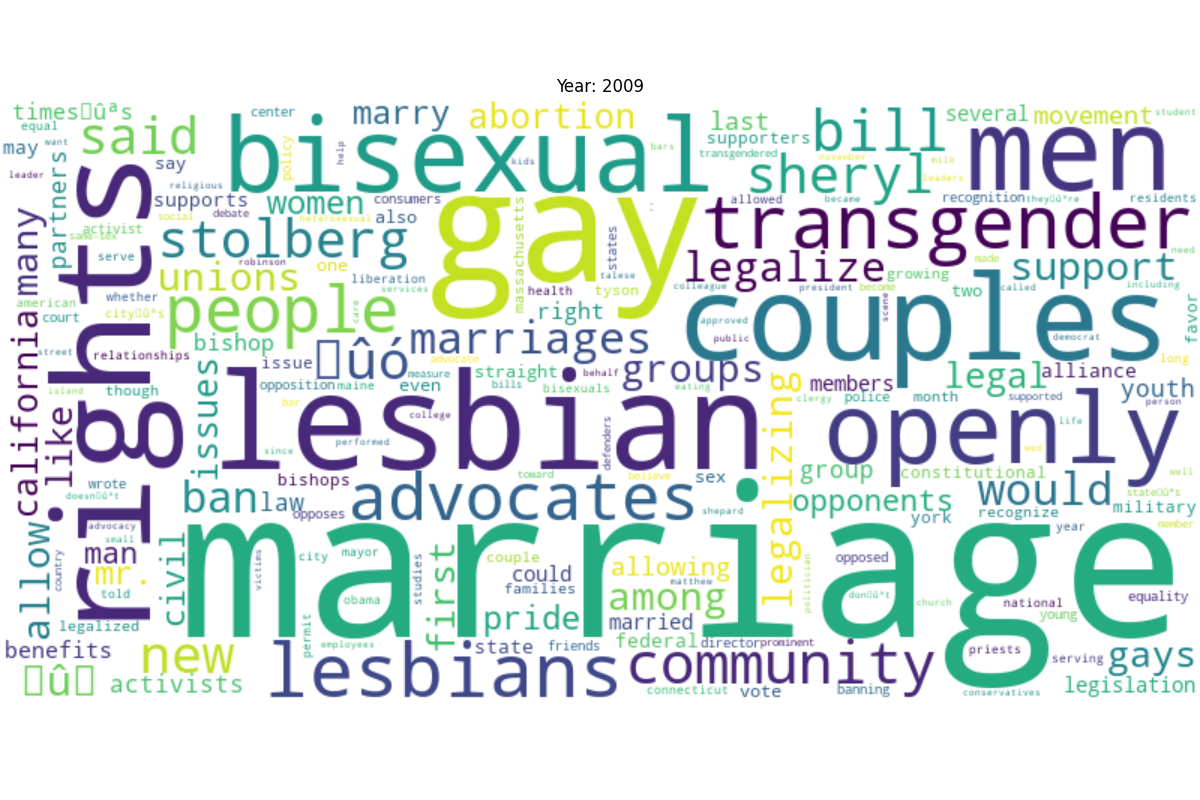 Year: 2009
times▯ûªs
equal
may
want
said
partners
leader
say
bisexual
center
policy
help
marry
abortion
kids
bars
last
supporters
transgendered
bill
november
milk
leaders
several
movement
student
men
sheryl
religious
supports
women
consumers
also
debate
heterosexual
social
activist
same-sex
serve
rights
stolberg
gay
massachusetts
states
allowed
became
recognition
they▯ûªre
residents
transgender
robinson
unions
one
liberation
services
health
talese
tyson
legalize
colleague
growing
president
become
made
need
support
called
including
two
american
whether
court
city▯ûªs
people
care
right
couples
scene
approved
public
democrat
favor
bishop
marriages
street
relationships
issue
▯ûó
advocate
measure
straight
behalf
groups
long
californiamany
island
though
issues
opposition
maine
bills
even
bisexuals
eating
members
clergy
police
month
legal
supported
alliance
youth
person
like
bar
college
lesbian
defenders
legalizing
openly
life
wed
since
performed
group
constitutional
well
wrote
doesn▯ûªt
bishops
toward
believe
sex
ban
law
opposes
advocates
shepard
opponents
york
would
recognize
year
state▯ûªs
military
member
advocacy
small
allow
man
country
mr.
told
civil
marriage
victims
city
mayor
obama
studies
first
couple
could
families
allowing
matthew
among
politician
opposed
don▯ûªt
church
national
young
equality
legalized
pride
married
permit
employees
federal
director
prominent
benefits
new
state
friends
community
priests
serving
gays
▯û▯
activists
lesbians
connecticut
vote
banning
conservatives
legislation